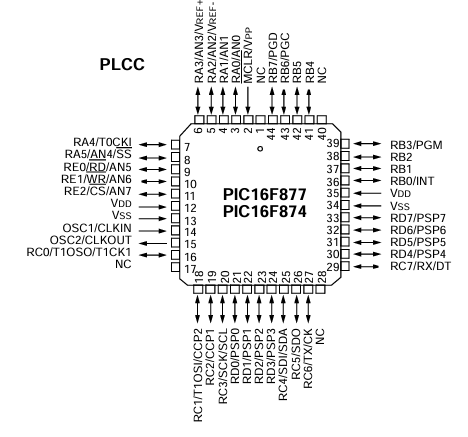 PLCC
RA3/AN3/VREF+
RA2/AN2/VREF-
RA1/AN1
RA0/AN0
MCLR/VPP
NC
RB7/PGD
RB6/PGC
RB5
RB4
NC
6
5
4
3
2
1
44
43
42
41
40
RA4/T0CKI
RA5/AN4/SS
RE0/RD/AN5
RE1/WR/AN6
RE2/CS/AN7
VDD
VSS
OSC1/CLKIN
OSC2/CLKOUT
RC0/T1OSO/T1CK1
NC
7
8
9
10
11
12
13
14
15
16
17
PIC16F877
PIC16F874
39
38
37
36
35
34
33
32
31
30
29
RB3/PGM
RB2
RB1
RB0/INT
VDD
VSS
RD7/PSP7
RD6/PSP6
RD5/PSP5
RD4/PSP4
RC7/RX/DT
18
19
20
21
22
23
24
25
26
27
28
RC1/T1OSI/CCP2
RC2/CCP1
RC3/SCK/SCL
RD0/PSP0
RD1/PSP1
RD2/PSP2
RD3/PSP3
RC4/SDI/SDA
RC5/SDO
RC6/TX/CK
NC